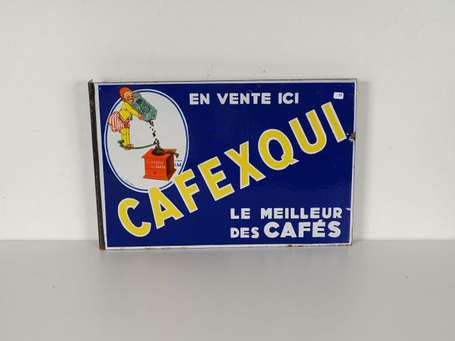 EN VENTE ICI
CAFEXQUI
LE MEILLEUR
DES CAFÉS